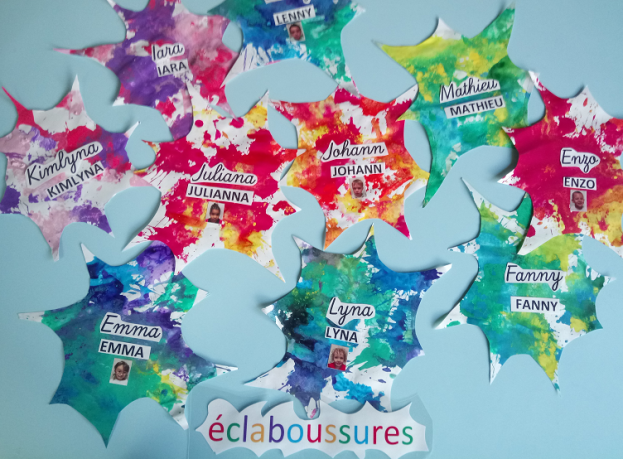 LENNY
Iara
IARA
Mathieu
MATHIEU
Kimlyna
KIMLYNA
Juliana
JULIANNA
Johann
JOHANN
Enzo
ENZO
Fanny
FANNY
Emma
EMMA
Lyna
LYNA
éclaboussures